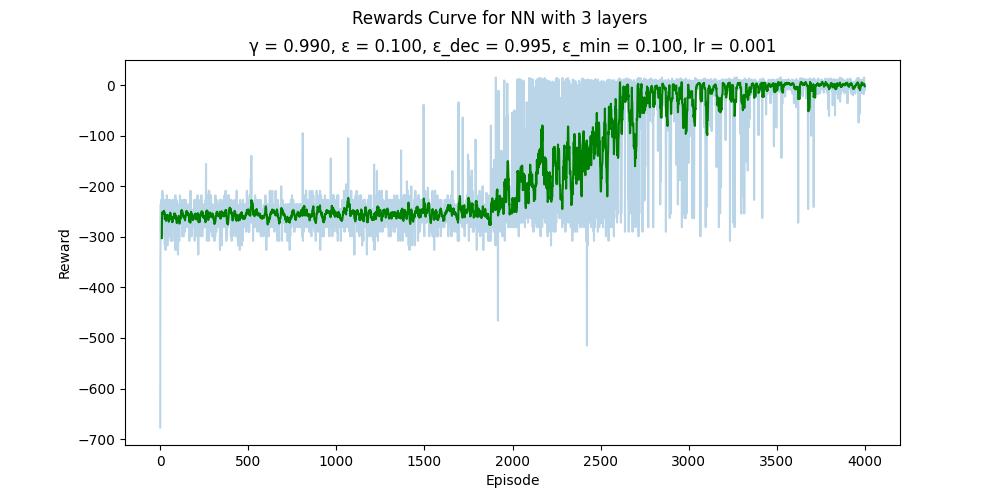 Rewards Curve for NN with 3 layers
γ = 0.990, ε = 0.100, ε_dec = 0.995, ε_min = 0.100, lr = 0.001
0
−100
−200
−300
−400
−500
−600
−700
Reward
0 500 1000 1500 2000 2500 3000 3500 4000
Episode